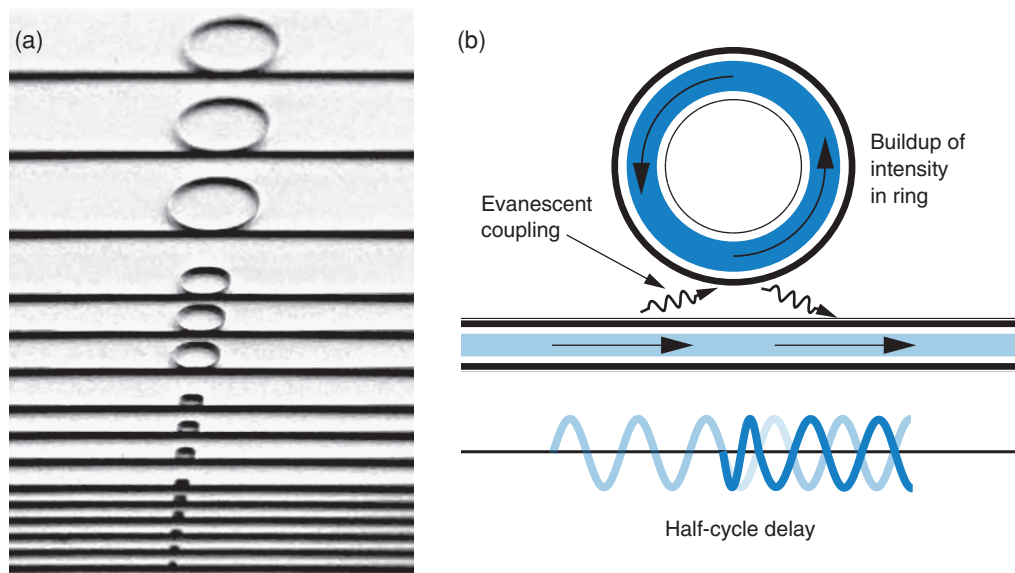 (a)
(b)
Buildup of
intensity
in ring
Evanescent
coupling
Half-cycle delay